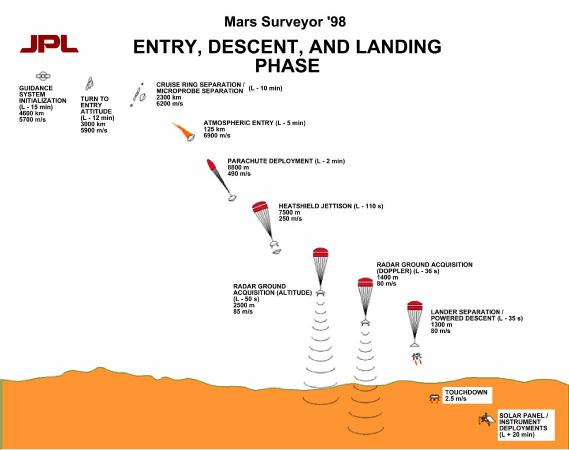 Mars Surveyor '98
JPL
ENTRY, DESCENT, AND LANDING
PHASE
GUIDANCE
SYSTEM
INITIALIZATION
(L - 15 min)
4600 km
5700 m/s
TURN TO
ENTRY
ATTITUDE
(L - 12 min)
3000 km
5900 m/s
CRUISE RING SEPARATION /
MICROPROBE SEPARATION (L - 10 min)
2300 km
6200 m/s
ATMOSPHERIC ENTRY (L - 5 min)
125 km
6900 m/s
PARACHUTE DEPLOYMENT (L - 2 min)
8800 m
490 m/s
HEATSHIELD JETTISON (L - 110 s)
7500 m
250 m/s
RADAR GROUND
ACQUISITION (ALTITUDE)
(L - 50 s)
2500 m
85 m/s
RADAR GROUND ACQUISITION
(DOPPLER) (L - 36 s)
1400 m
80 m/s
LANDER SEPARATION /
POWERED DESCENT (L - 35 s)
1300 m
80 m/s
TOUCHDOWN
2.5 m/s
SOLAR PANEL /
INSTRUMENT
DEPLOYMENTS
(L + 20 min)